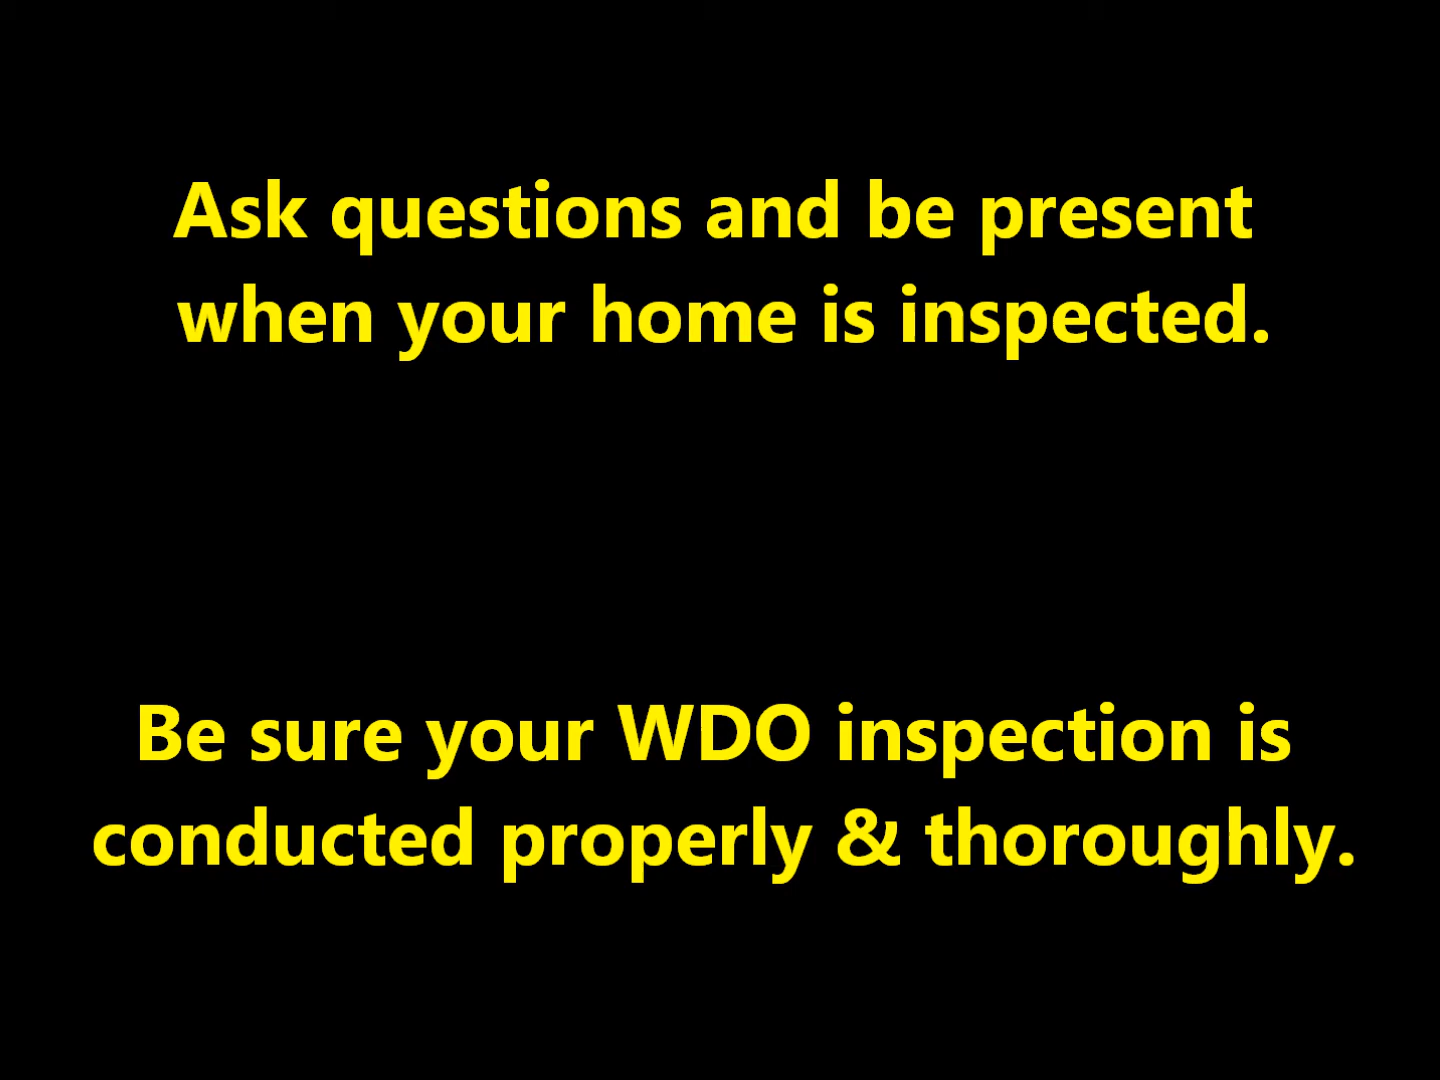 Ask questions and be present
when your home is inspected.
Be sure your WDO inspection is
conducted properly & thoroughly.